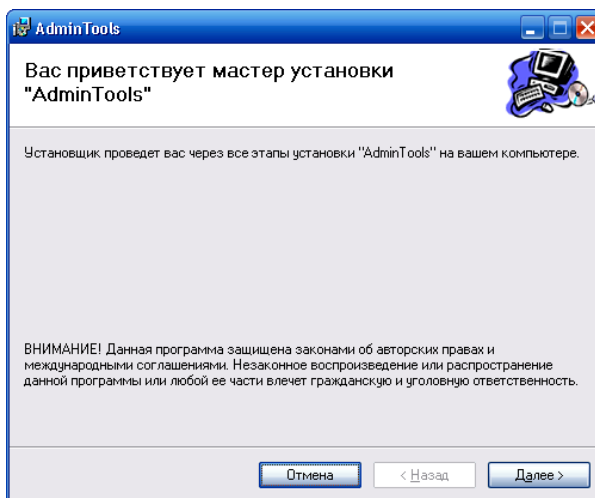 AdminTools
Вас приветствует мастер установки
"AdminTools"
Установщик проведет вас через все этапы установки "AdminTools" на вашем компьютере.
ВНИМАНИЕ! Данная программа защищена законами об авторских правах и
международными соглашениями. Незаконное воспроизведение или распространение
данной программы или любой ее части влечет гражданскую и уголовную ответственность.
Отмена
< Назад
Далее >